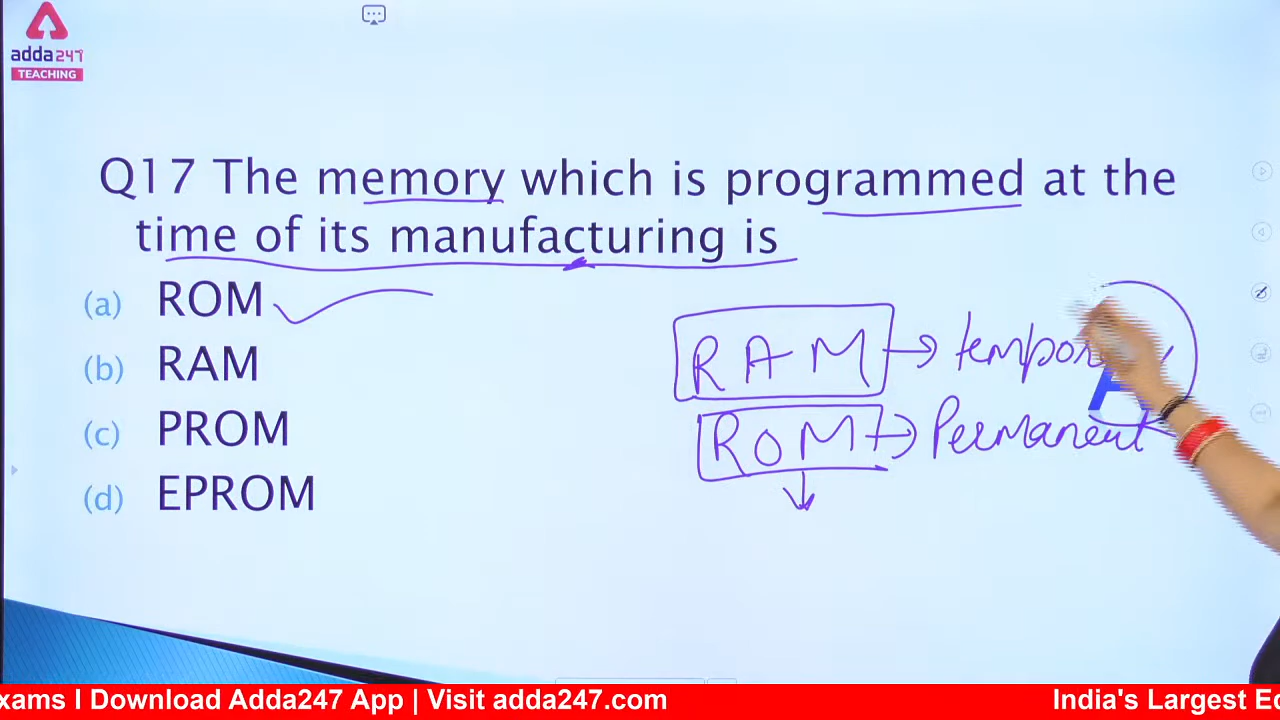 adda247
TEACHING
Q17 The memory which is programmed at the
time of its manufacturing is
(a) ROM
(b) RAM
(c) PROM
(d) EPROM
RAM → tempor
ROM → Permanent
A
xams I Download Adda247 App | Visit adda247.com
India's Largest Ed